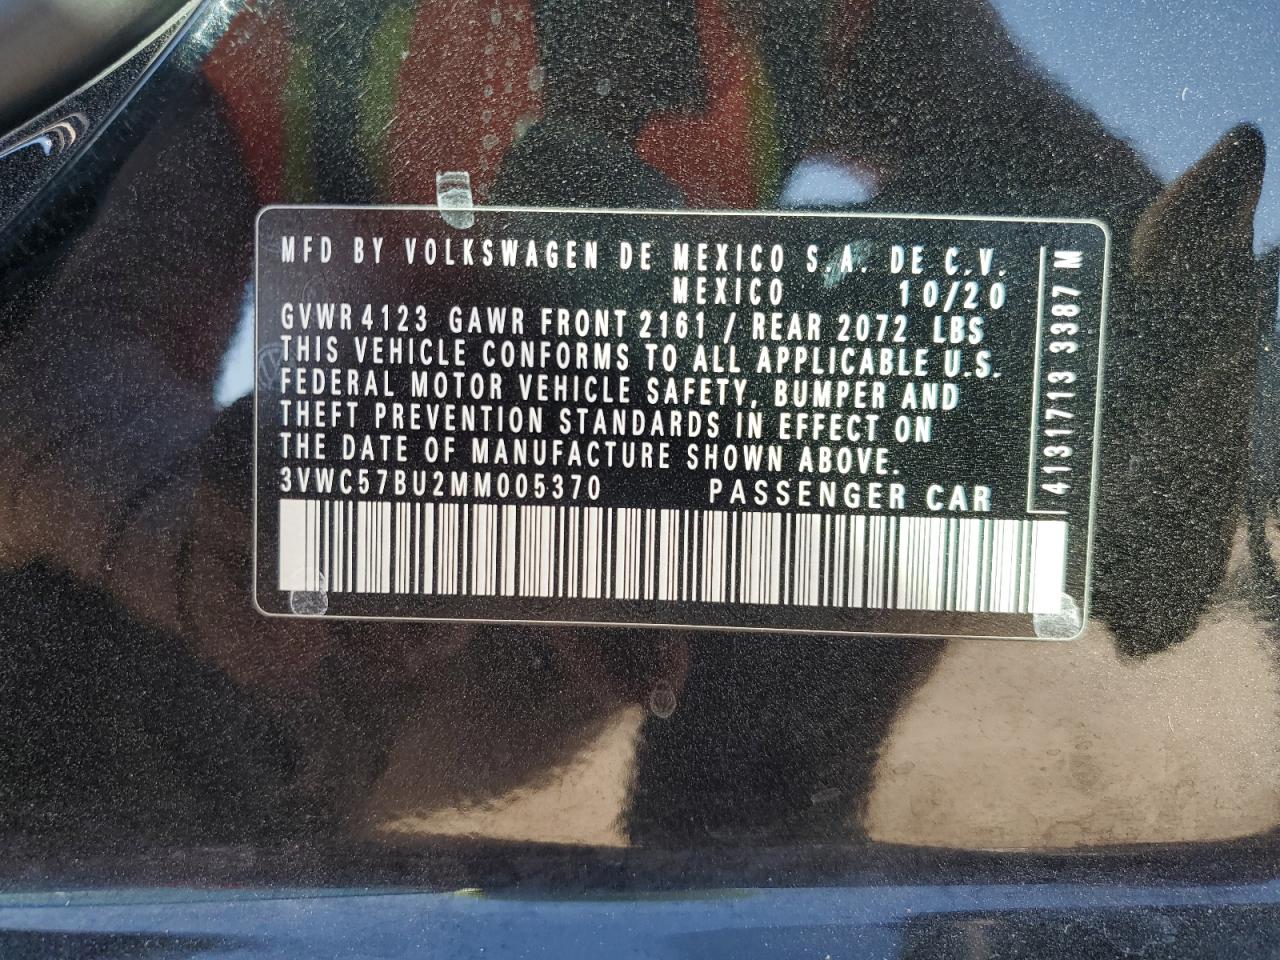 MFD BY VOLKSWAGEN DE MEXICO S.A. DE C.V.
MEXICO 10/20
GVWR 4123 GAWR FRONT 2161 / REAR 2072 LBS
THIS VEHICLE CONFORMS TO ALL APPLICABLE U.S.
FEDERAL MOTOR VEHICLE SAFETY, BUMPER AND
THEFT PREVENTION STANDARDS IN EFFECT ON
THE DATE OF MANUFACTURE SHOWN ABOVE.
3VWC57BU2MM005370 PASSENGER CAR
4131713 3387 M